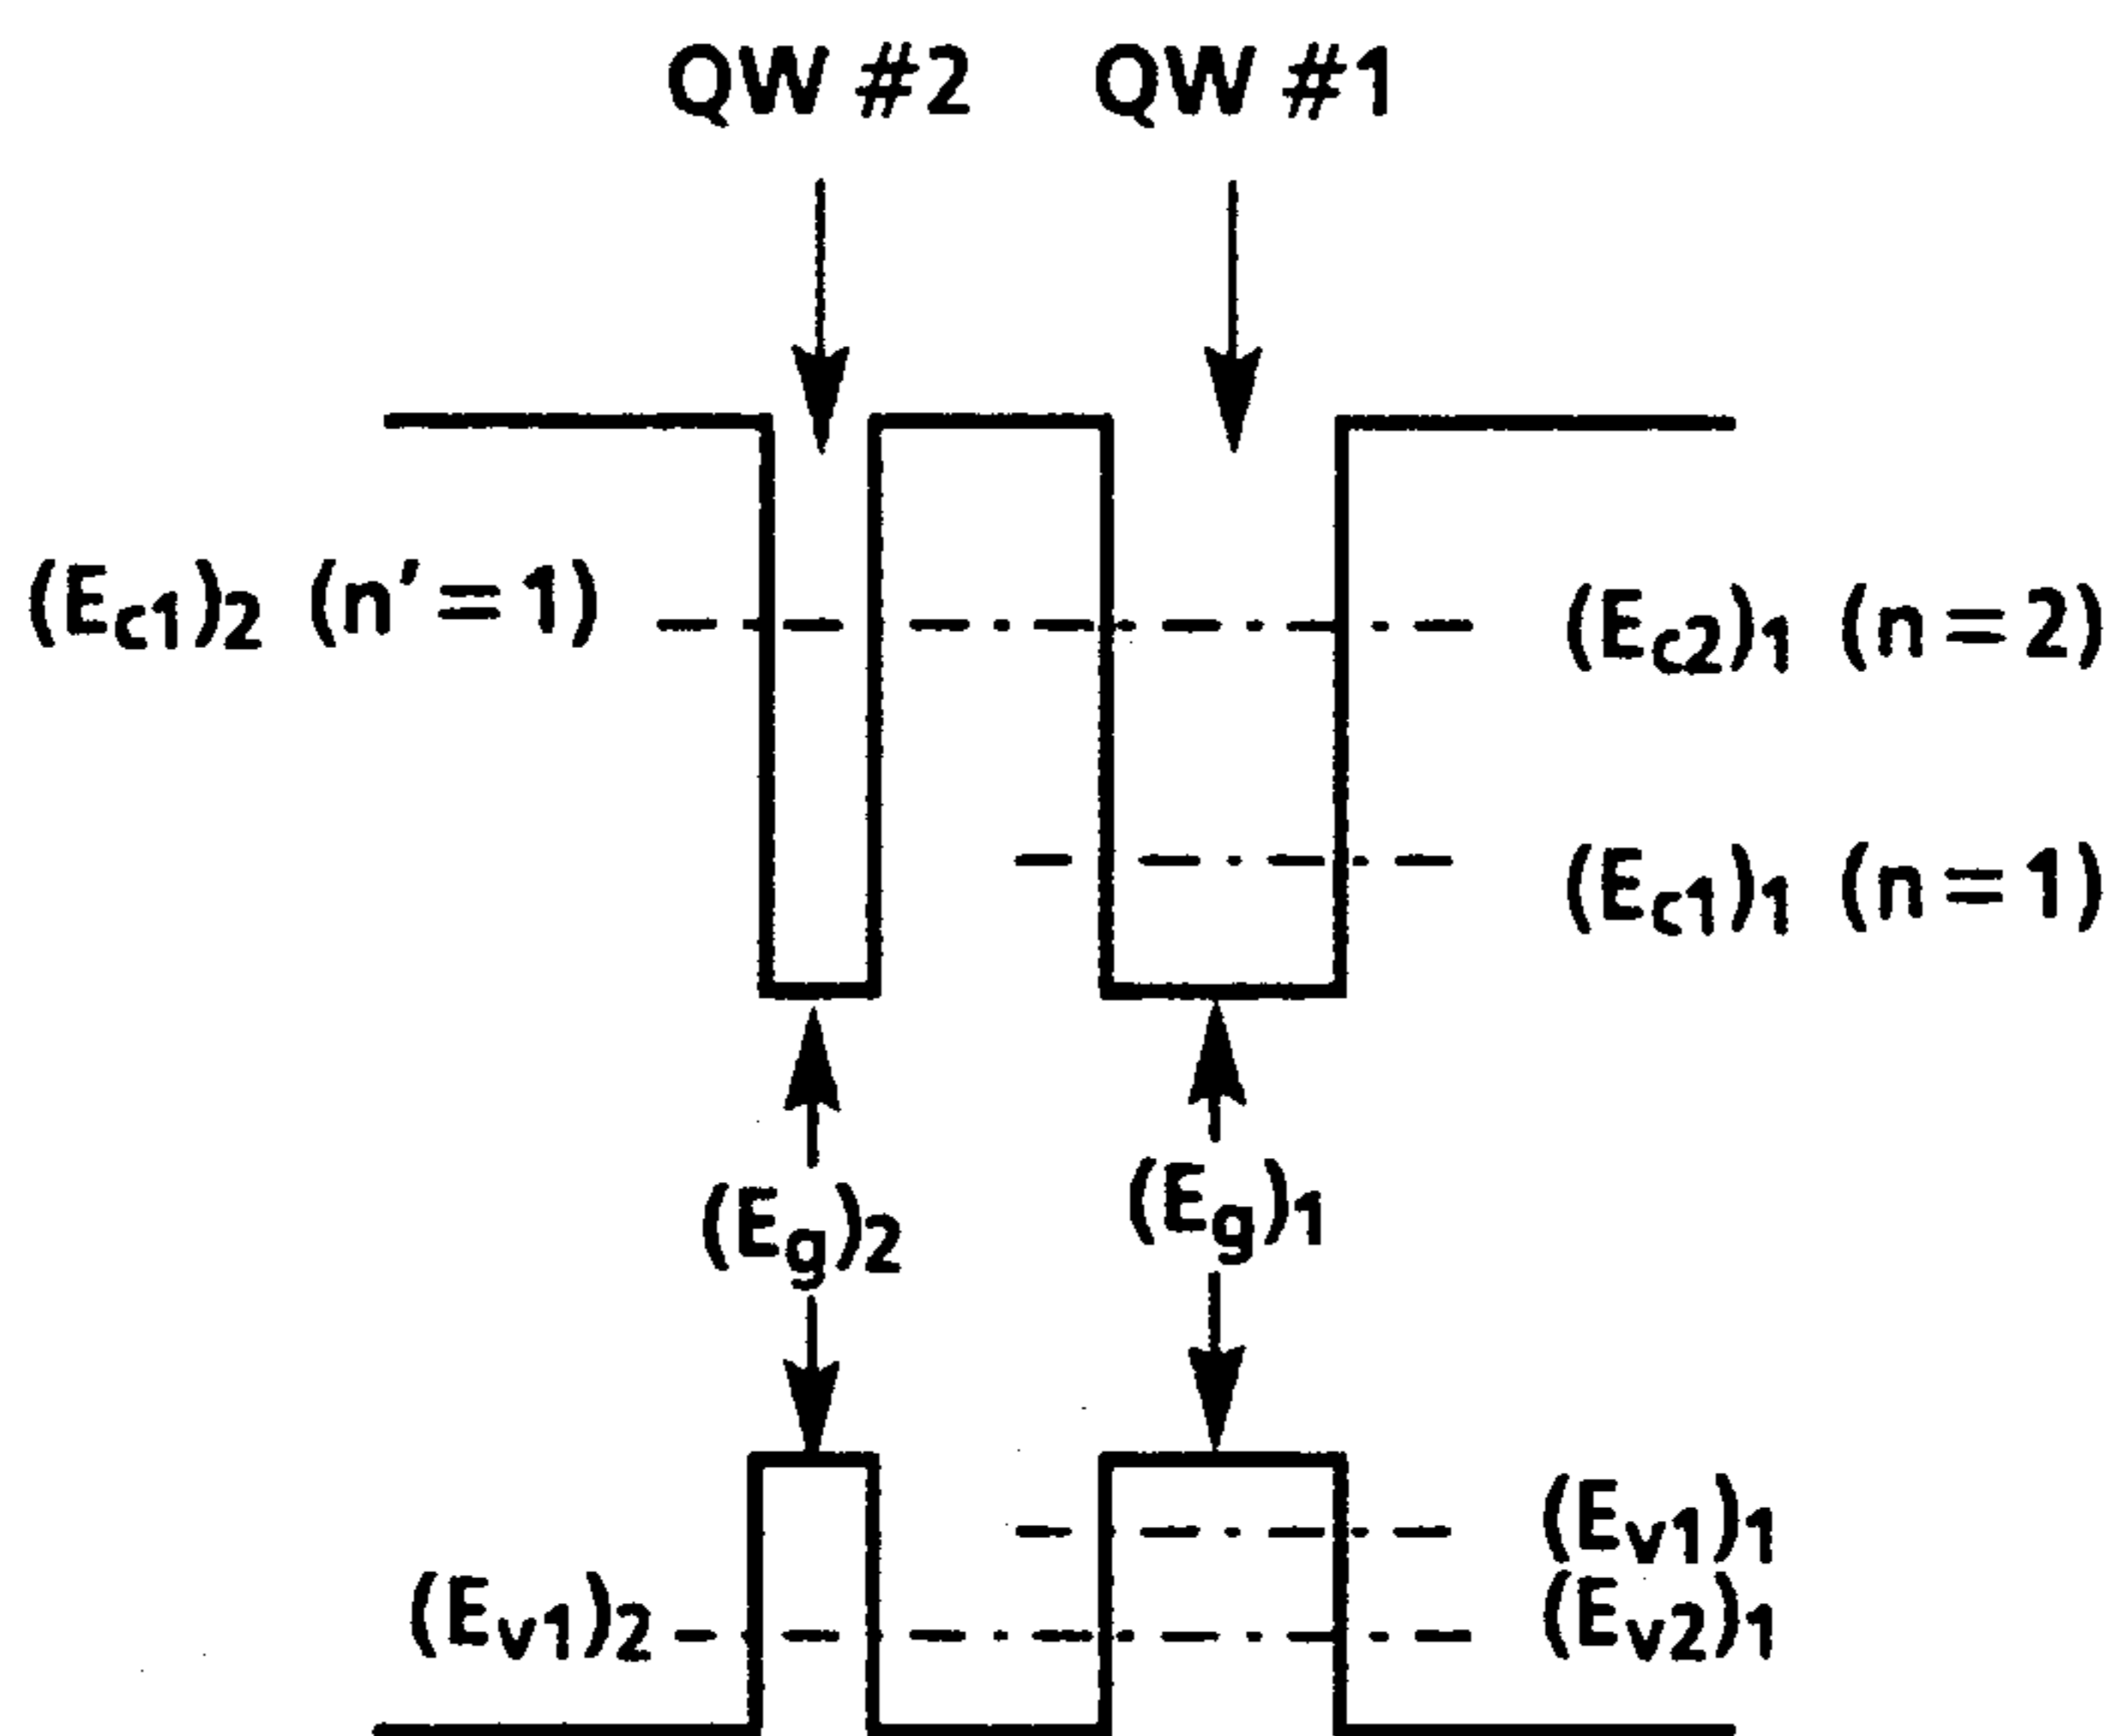 QW #2 QW #1
(Ec1)2 (n′=1) (Ec2)1 (n=2)
(Ec1)1 (n=1)
(Eg)2 (Eg)1
(Ev1)1
(Ev1)2 (Ev2)1